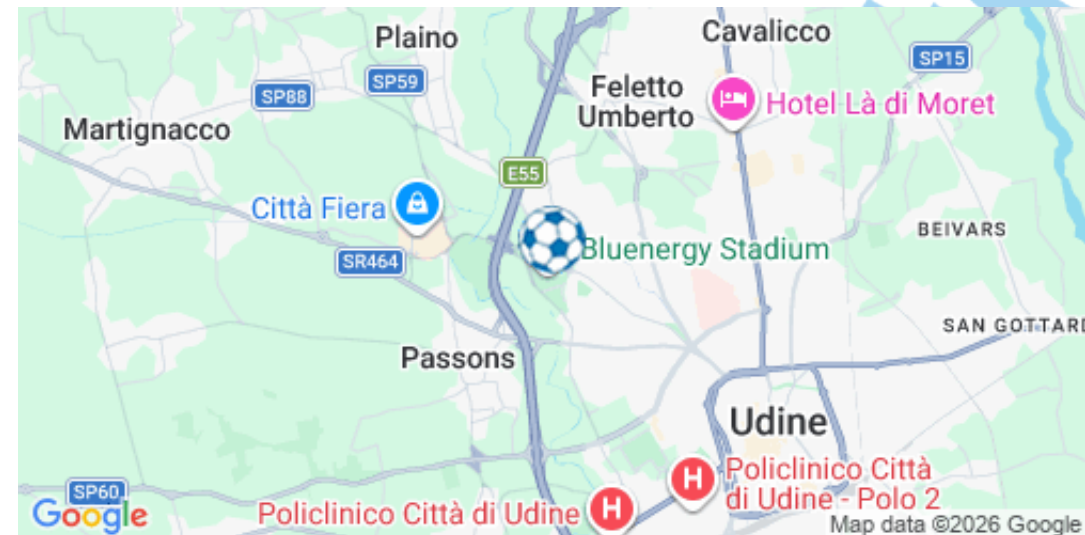 Plaino
Cavalicco
SP15
SP59
SP88
Feletto
Umberto
Hotel Là di Moret
Martignacco
E55
Città Fiera
BEIVARS
Bluenergy Stadium
SR464
SAN GOTTARD
Passons
Udine
Policlinico Città
di Udine - Polo 2
SP60
Google
Policlinico Città di Udine
Map data ©2026 Google